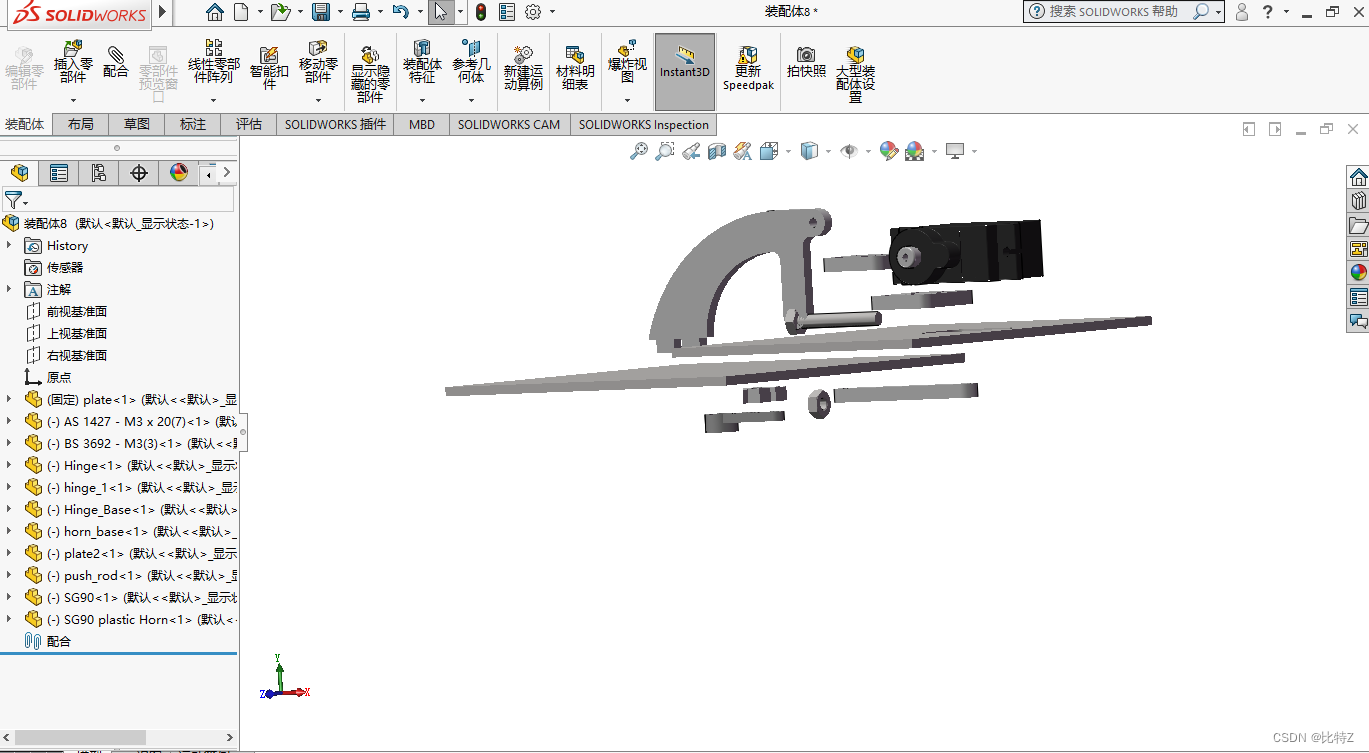 SOLIDWORKS
装配体8 *
搜索 SOLIDWORKS 帮助
编辑零部件
插入零部件
配合
零部件预览窗口
线性零部件阵列
智能扣件
移动零部件
显示隐藏的零部件
装配体特征
参考几何体
新建运动算例
材料明细表
爆炸视图
Instant3D
更新 Speedpak
拍快照
大型装配体设置
装配体 布局 草图 标注 评估 SOLIDWORKS 插件 MBD SOLIDWORKS CAM SOLIDWORKS Inspection
装配体8 (默认<默认_显示状态-1>)
History
传感器
注解
前视基准面
上视基准面
右视基准面
原点
(固定) plate<1> (默认<<默认>_显
(-) AS 1427 - M3 x 20(7)<1> (默认
(-) BS 3692 - M3(3)<1> (默认<<
(-) Hinge<1> (默认<<默认>_显示
(-) hinge_1<1> (默认<<默认>_显
(-) Hinge_Base<1> (默认<<默认>
(-) horn_base<1> (默认<<默认>_
(-) plate2<1> (默认<<默认>_显示
(-) push_rod<1> (默认<<默认>_
(-) SG90<1> (默认<<默认>_显示
(-) SG90 plastic Horn<1> (默认<
配合
Y
Z
X
CSDN @比特Z